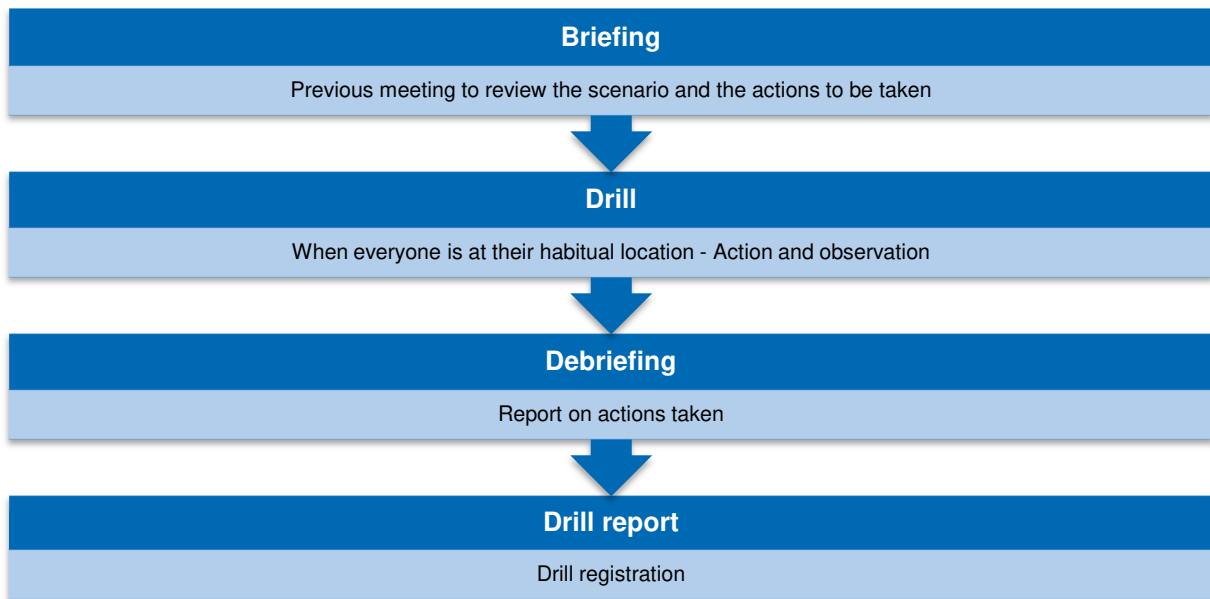 Briefing
Previous meeting to review the scenario and the actions to be taken
Drill
When everyone is at their habitual location - Action and observation
Debriefing
Report on actions taken
Drill report
Drill registration